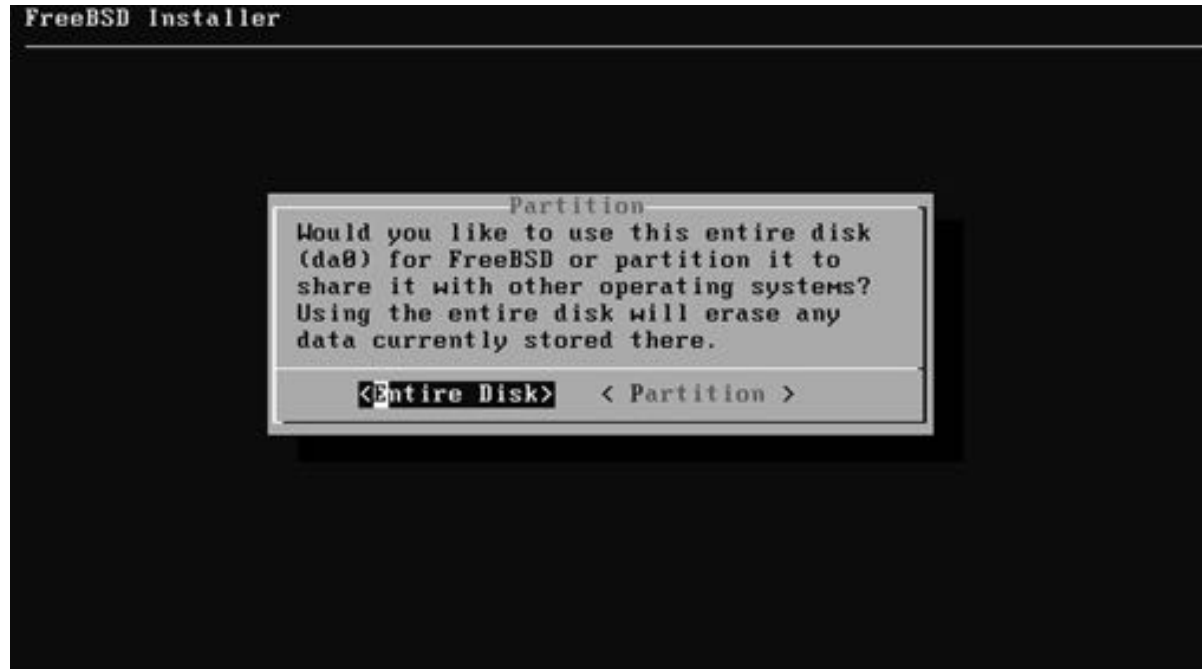 FreeBSD Installer
Partition
Would you like to use this entire disk
(da0) for FreeBSD or partition it to
share it with other operating systems?
Using the entire disk will erase any
data currently stored there.
<Entire Disk> < Partition >